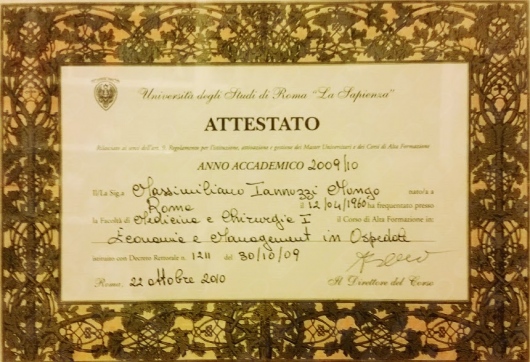 Università degli Studi di Roma "La Sapienza"
ATTESTATO
Rilasciato ai sensi dell'art. 9 Regolamento per l'istituzione, attivazione e gestione dei Master Universitari e dei Corsi di Alta Formazione
ANNO ACCADEMICO 2009/10
Il/La Sig.a Massimiliano Iannuzzi Mungo nato/a a
Roma il 12/04/1960 ha frequentato presso
la Facoltà di Medicina e Chirurgia I il Corso di Alta Formazione in:
Economia e Management in Ospedale
istituito con Decreto Rettorale n. 1211 del 30/10/09
Roma, 22 ottobre 2010 Il Direttore del Corso